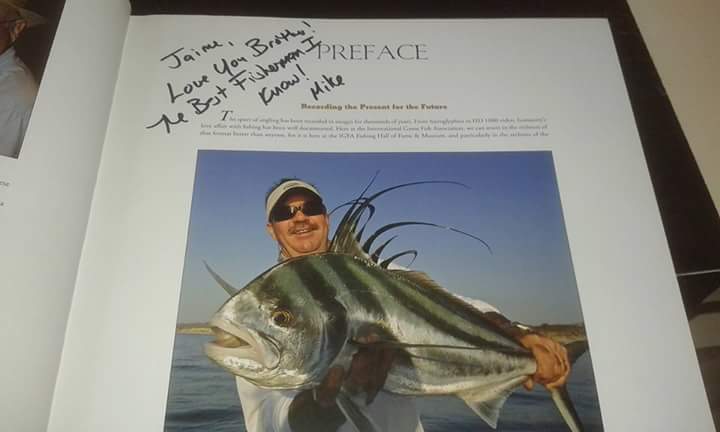 Jaime,
Love You Brother!
The Best Fisherman I
Know!
Mike
PREFACE
Recording the Present for the Future
The sport of angling has been recorded in images for thousands of years. From hieroglyphics to HD 1080 video, humanity's
love affair with fishing has been well documented. Here at the International Game Fish Association, we can attest to the richness of
that format better than anyone, for it is here at the IGFA Fishing Hall of Fame & Museum, and particularly in the archives of the